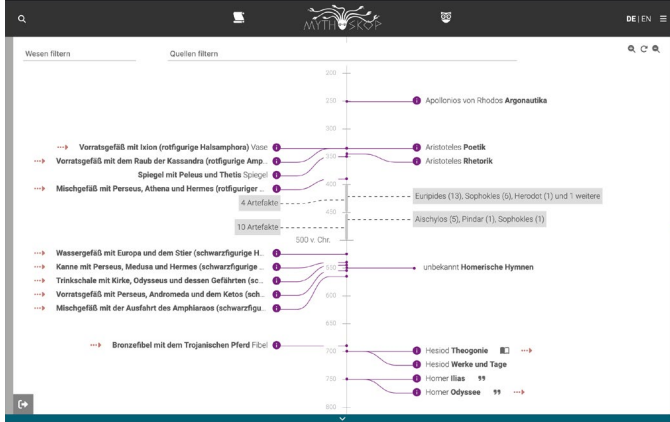 MYTHOSKOP
DE | EN
Wesen filtern
Quellen filtern
200
250
Apollonios von Rhodos Argonautika
300
Vorratsgefäß mit Ixion (rotfigurige Halsamphora) Vase
Aristoteles Poetik
350
Vorratsgefäß mit dem Raub der Kassandra (rotfigurige Amp...
Aristoteles Rhetorik
Spiegel mit Peleus und Thetis Spiegel
Mischgefäß mit Perseus, Athena und Hermes (rotfiguriger ...
400
Euripides (13), Sophokles (6), Herodot (1) und 1 weitere
4 Artefakte
450
Aischylos (5), Pindar (1), Sophokles (1)
10 Artefakte
500 v. Chr.
Wassergefäß mit Europa und dem Stier (schwarzfigurige H...
Kanne mit Perseus, Medusa und Hermes (schwarzfigurige ...
550
unbekannt Homerische Hymnen
Trinkschale mit Kirke, Odysseus und dessen Gefährten (sc...
Vorratsgefäß mit Perseus, Andromeda und dem Ketos (sch...
600
Mischgefäß mit der Ausfahrt des Amphiaraos (schwarzfigu...
650
Bronzefibel mit dem Trojanischen Pferd Fibel
700
Hesiod Theogonie
Hesiod Werke und Tage
750
Homer Ilias
Homer Odyssee
800